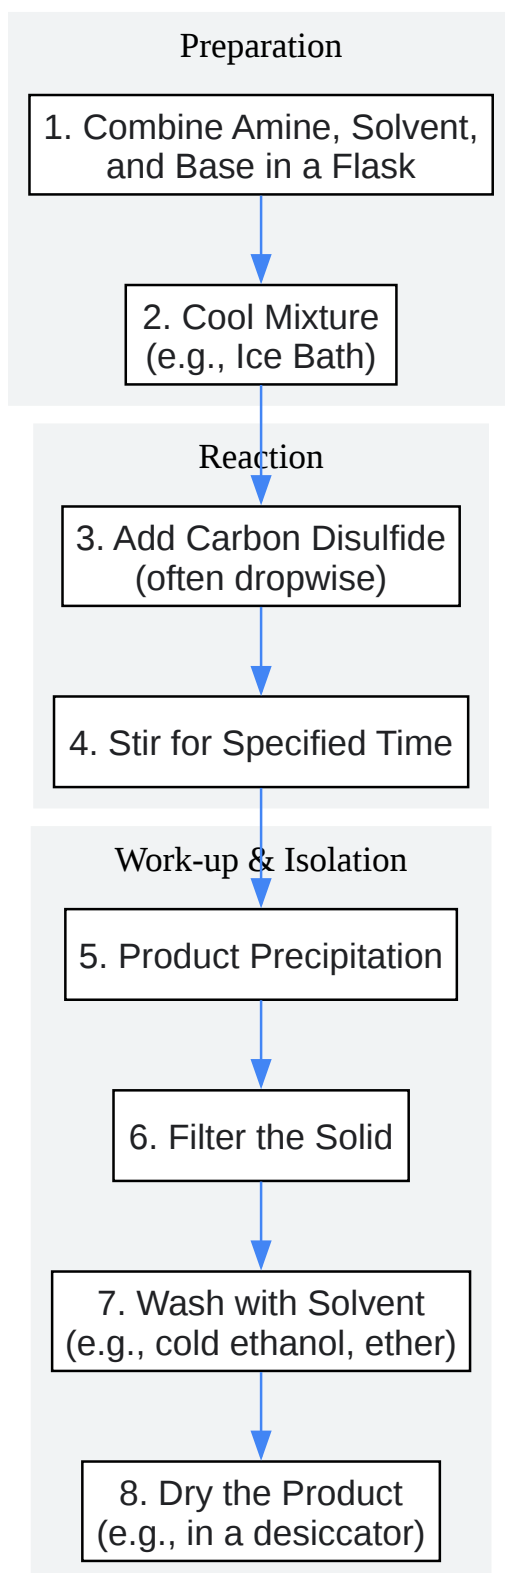 Preparation
1. Combine Amine, Solvent,
and Base in a Flask
2. Cool Mixture
(e.g., Ice Bath)
Reaction
3. Add Carbon Disulfide
(often dropwise)
4. Stir for Specified Time
Work-up & Isolation
5. Product Precipitation
6. Filter the Solid
7. Wash with Solvent
(e.g., cold ethanol, ether)
8. Dry the Product
(e.g., in a desiccator)